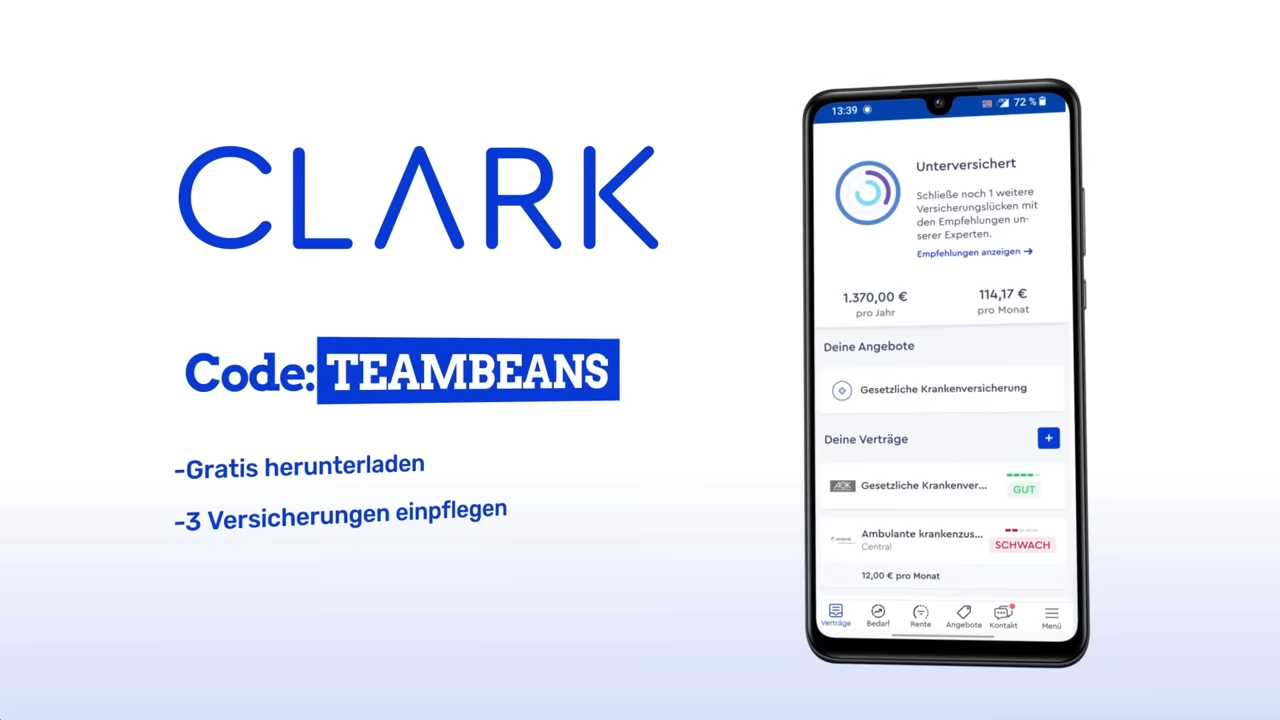 CLARK
Code: TEAMBEANS
-Gratis herunterladen
-3 Versicherungen einpflegen
13:39
72 %
Unterversichert
Schließe noch 1 weitere
Versicherungslücken mit
den Empfehlungen un-
serer Experten.
Empfehlungen anzeigen →
1.370,00 € 114,17 €
pro Jahr pro Monat
Deine Angebote
Gesetzliche Krankenversicherung
Deine Verträge +
AOK Gesetzliche Krankenver...
GUT
Ambulante krankenzus...
Central
SCHWACH
12,00 € pro Monat
Verträge Bedarf Rente Angebote Kontakt Menü